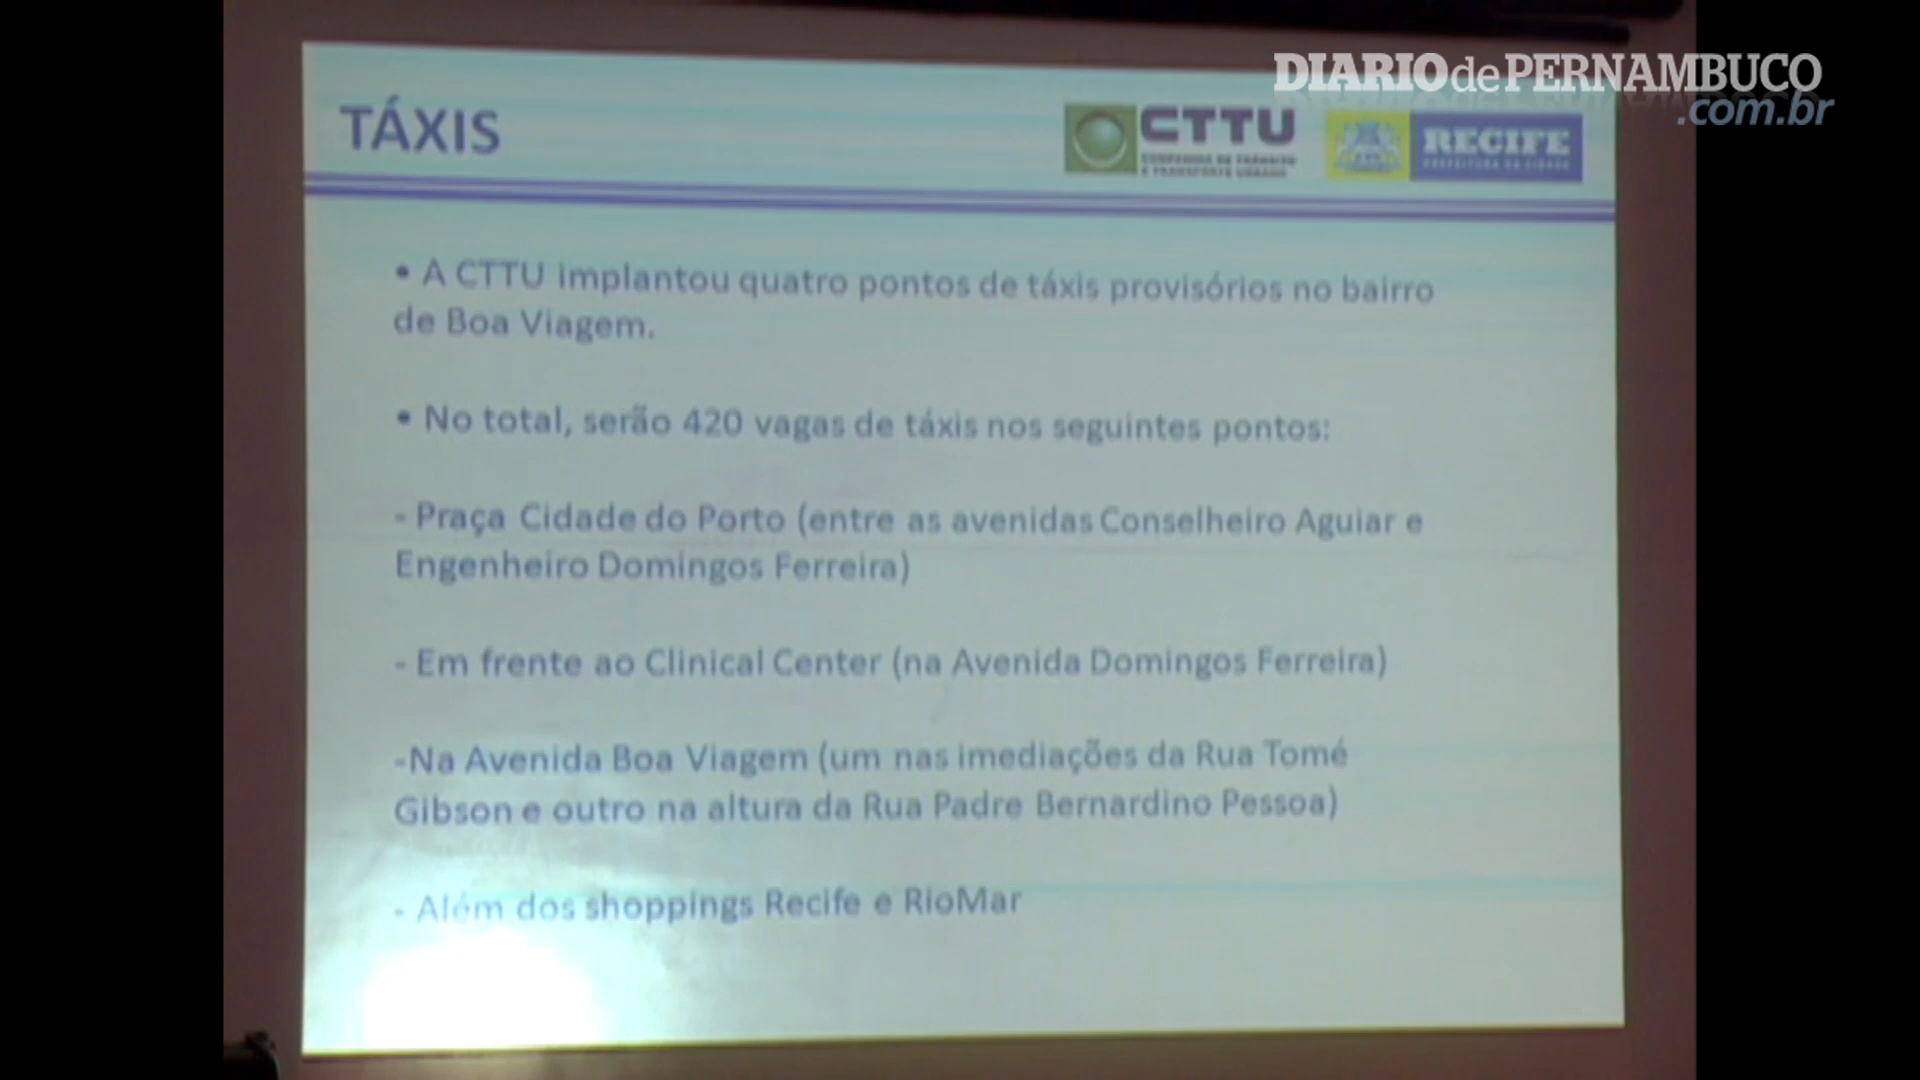 DIARIOdePERNAMBUCO
.com.br
TÁXIS
CTTU
COMPANHIA DE TRÂNSITO
E TRANSPORTE URBANO
RECIFE
PREFEITURA DA CIDADE
• A CTTU implantou quatro pontos de táxis provisórios no bairro
de Boa Viagem.
• No total, serão 420 vagas de táxis nos seguintes pontos:
- Praça Cidade do Porto (entre as avenidas Conselheiro Aguiar e
Engenheiro Domingos Ferreira)
- Em frente ao Clinical Center (na Avenida Domingos Ferreira)
-Na Avenida Boa Viagem (um nas imediações da Rua Tomé
Gibson e outro na altura da Rua Padre Bernardino Pessoa)
- Além dos shoppings Recife e RioMar